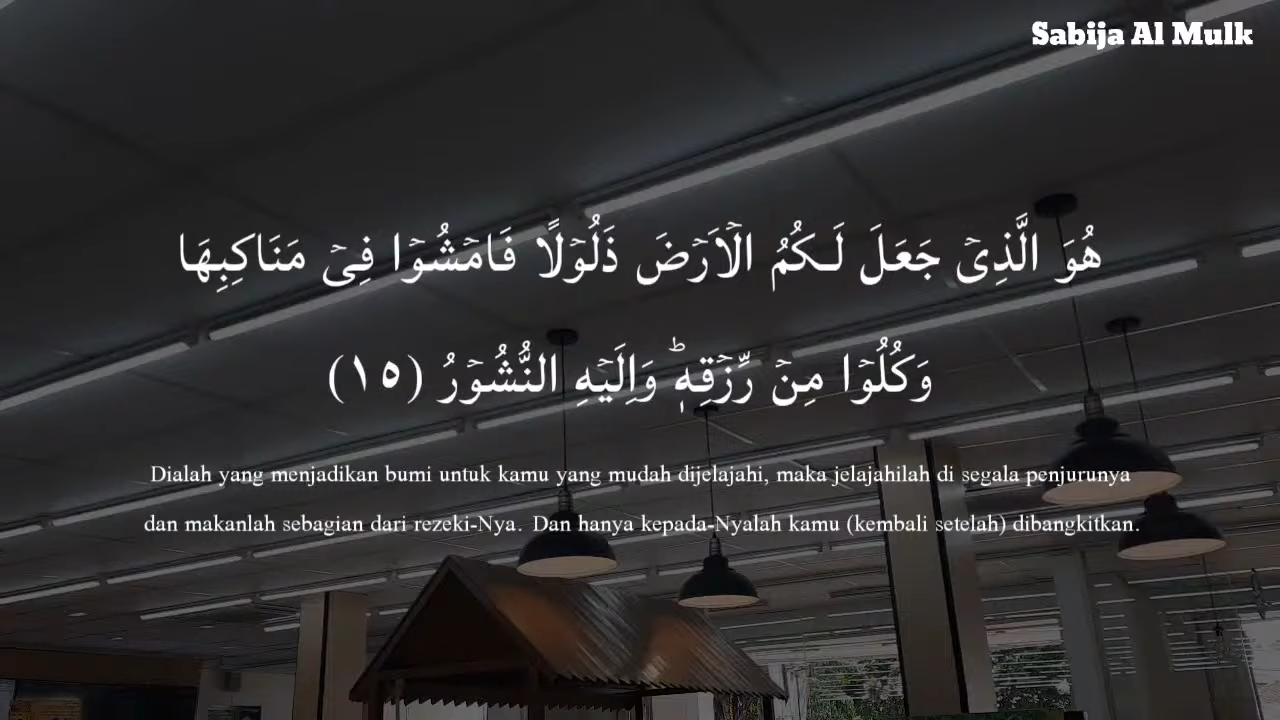 Sabija Al Mulk
هُوَ الَّذِيْ جَعَلَ لَـكُمُ الْاَرْضَ ذَلُوْلًا فَامْشُوْا فِيْ مَنَاكِبِهَا
وَكُلُوْا مِنْ رِّزْقِهٖۗ وَاِلَيْهِ النُّشُوْرُ (١٥)
Dialah yang menjadikan bumi untuk kamu yang mudah dijelajahi, maka jelajahilah di segala penjurunya
dan makanlah sebagian dari rezeki-Nya. Dan hanya kepada-Nyalah kamu (kembali setelah) dibangkitkan.